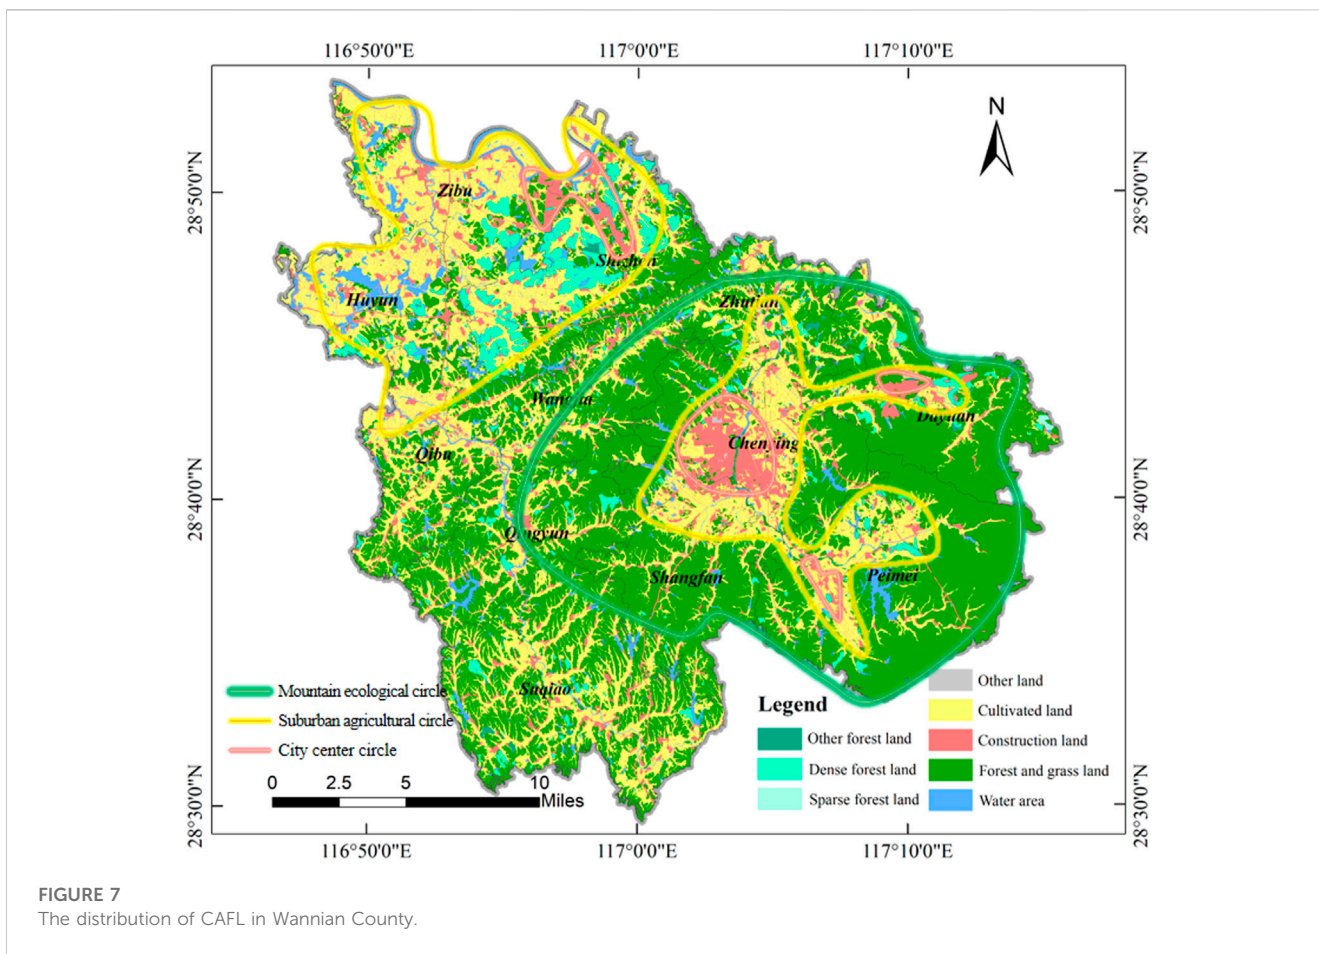 116°50'0"E 117°0'0"E 117°10'0"E
N
28°50'0"N 28°50'0"N
Zibu
Huyun
Zhutian
Chenying
Dayuan
Qibu
28°40'0"N 28°40'0"N
Qingyun
Shangfan
Peimei
Suqiao
Mountain ecological circle
Suburban agricultural circle
City center circle
0 2.5 5 10
Miles
Legend
Other forest land
Dense forest land
Sparse forest land
Other land
Cultivated land
Construction land
Forest and grass land
Water area
28°30'0"N 28°30'0"N
116°50'0"E 117°0'0"E 117°10'0"E
FIGURE 7
The distribution of CAFL in Wannian County.